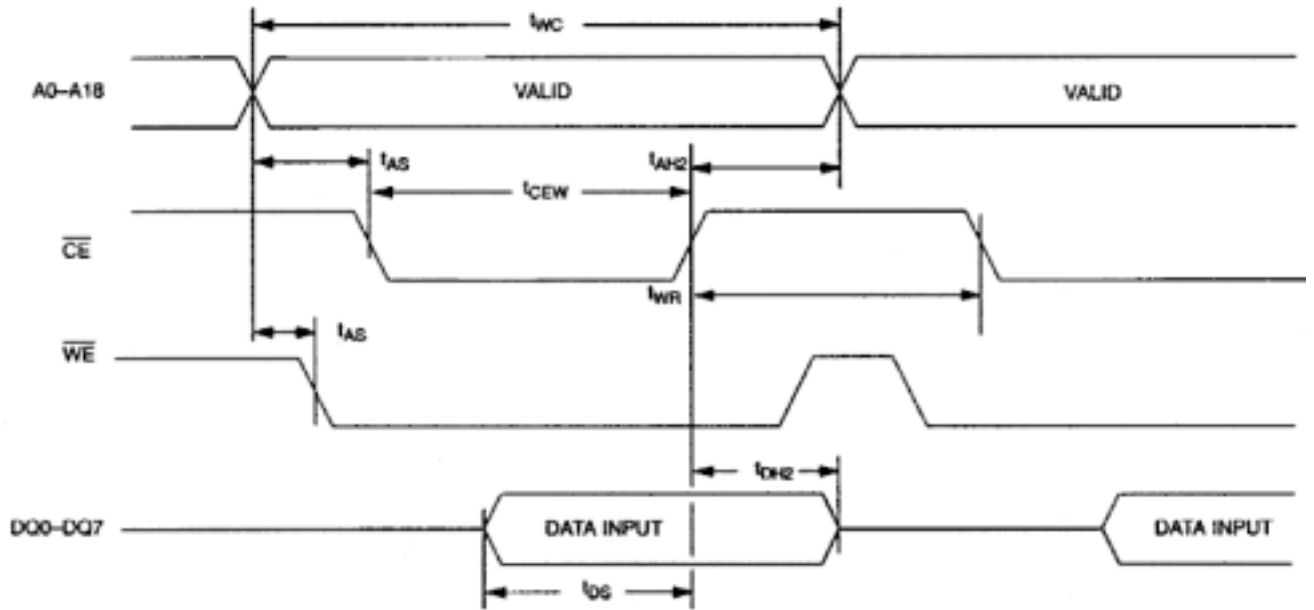 tWC
A0–A18 VALID VALID
tAS tAH2
tCEW
CE
tWR
tAS
WE
tDH2
DQ0–DQ7 DATA INPUT DATA INPUT
tDS